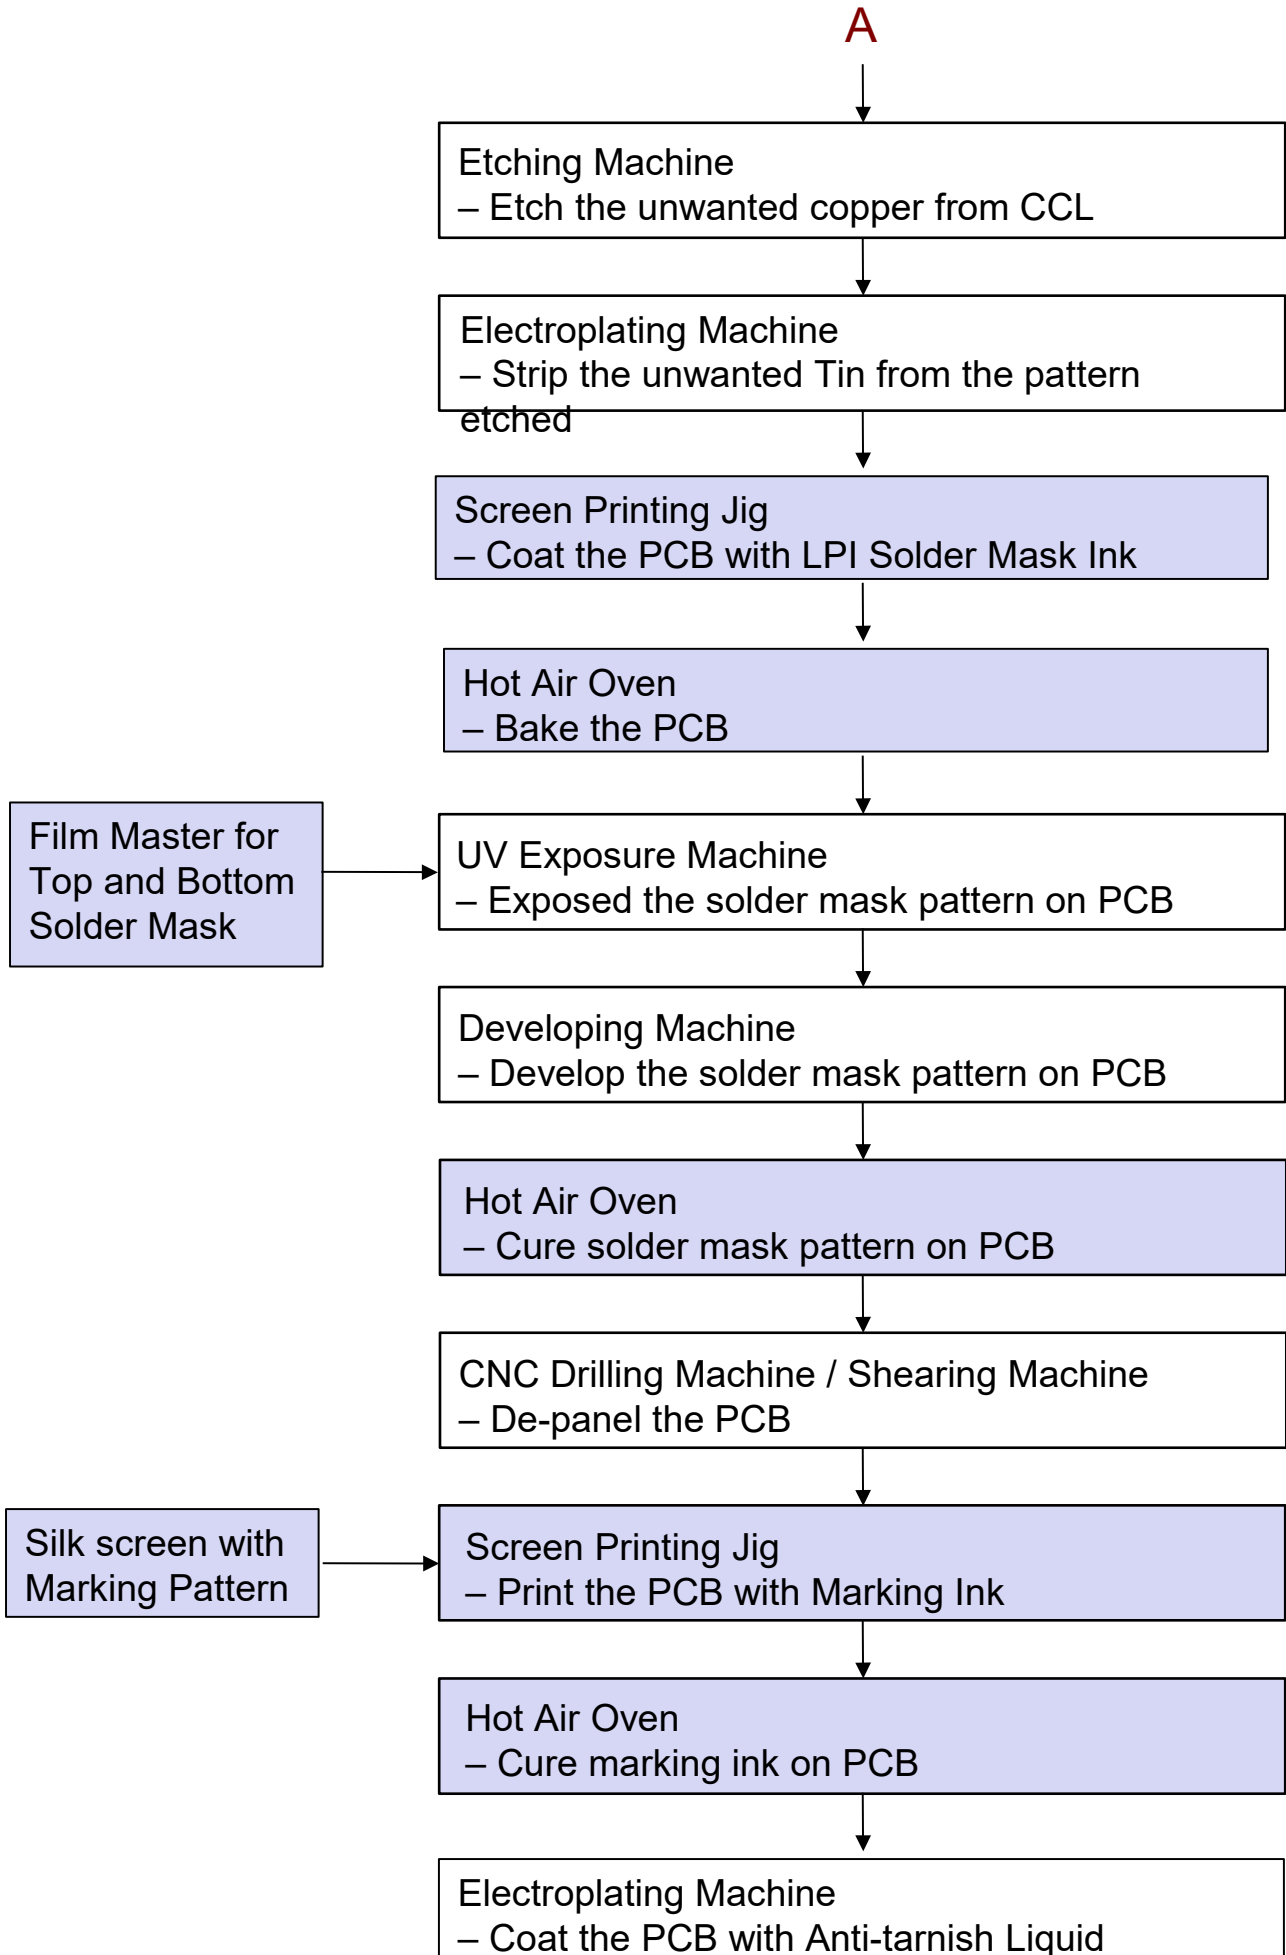 A
Etching Machine
– Etch the unwanted copper from CCL
Electroplating Machine
– Strip the unwanted Tin from the pattern
etched
Screen Printing Jig
– Coat the PCB with LPI Solder Mask Ink
Hot Air Oven
– Bake the PCB
Film Master for
Top and Bottom
Solder Mask
UV Exposure Machine
– Exposed the solder mask pattern on PCB
Developing Machine
– Develop the solder mask pattern on PCB
Hot Air Oven
– Cure solder mask pattern on PCB
CNC Drilling Machine / Shearing Machine
– De-panel the PCB
Silk screen with
Marking Pattern
Screen Printing Jig
– Print the PCB with Marking Ink
Hot Air Oven
– Cure marking ink on PCB
Electroplating Machine
– Coat the PCB with Anti-tarnish Liquid